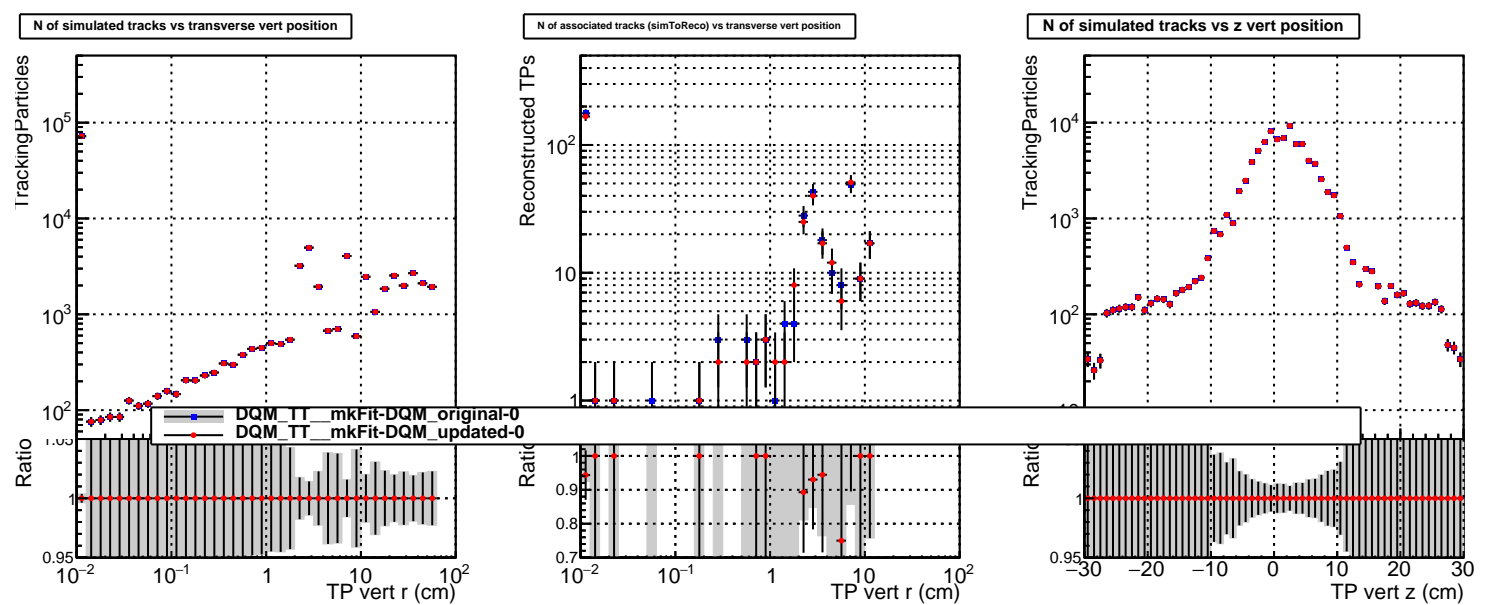 N of simulated tracks vs transverse vert position
TrackingParticles
10^5
10^4
10^3
10^2
Ratio
1
0.95
10^−2 10^−1 1 10 10^2
TP vert r (cm)
N of associated tracks (simToReco) vs transverse vert position
Reconstructed TPs
10^2
10
1
1
0.9
0.8
0.7
10^−2 10^−1 1 10 10^2
TP vert r (cm)
N of simulated tracks vs z vert position
TrackingParticles
10^4
10^3
10^2
Ratio
1
0.95
−30 −20 −10 0 10 20 30
TP vert z (cm)
DQM_TT__mkFit-DQM_original-0
DQM_TT__mkFit-DQM_updated-0